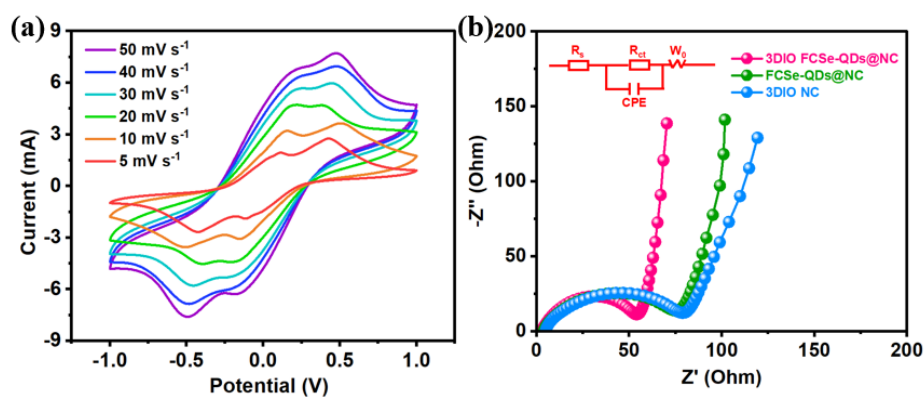 (a)
50 mV s⁻¹
40 mV s⁻¹
30 mV s⁻¹
20 mV s⁻¹
10 mV s⁻¹
5 mV s⁻¹
Current (mA)
9
6
3
0
-3
-6
-9
-1.0 -0.5 0.0 0.5 1.0
Potential (V)
(b)
Rs Rct W0
CPE
3DIO FCSe-QDs@NC
FCSe-QDs@NC
3DIO NC
-Z'' (Ohm)
-200
-150
-100
-50
0
0 50 100 150 200
Z' (Ohm)